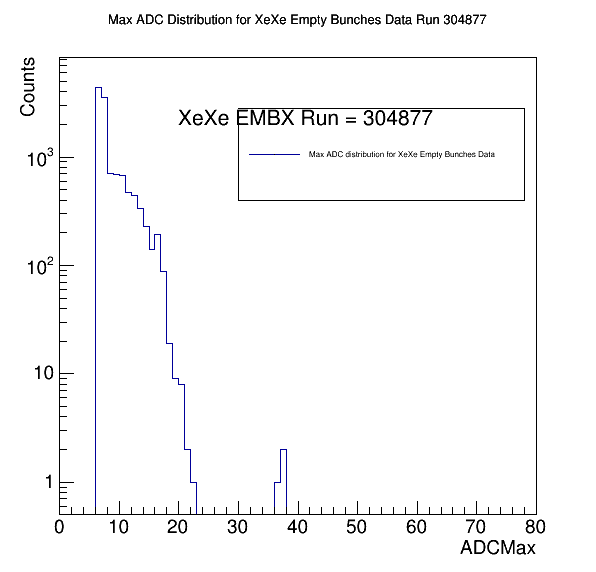 Max ADC Distribution for XeXe Empty Bunches Data Run 304877
Counts
XeXe EMBX Run = 304877
Max ADC distribution for XeXe Empty Bunches Data
10³
10²
10
1
0 10 20 30 40 50 60 70 80
ADCMax